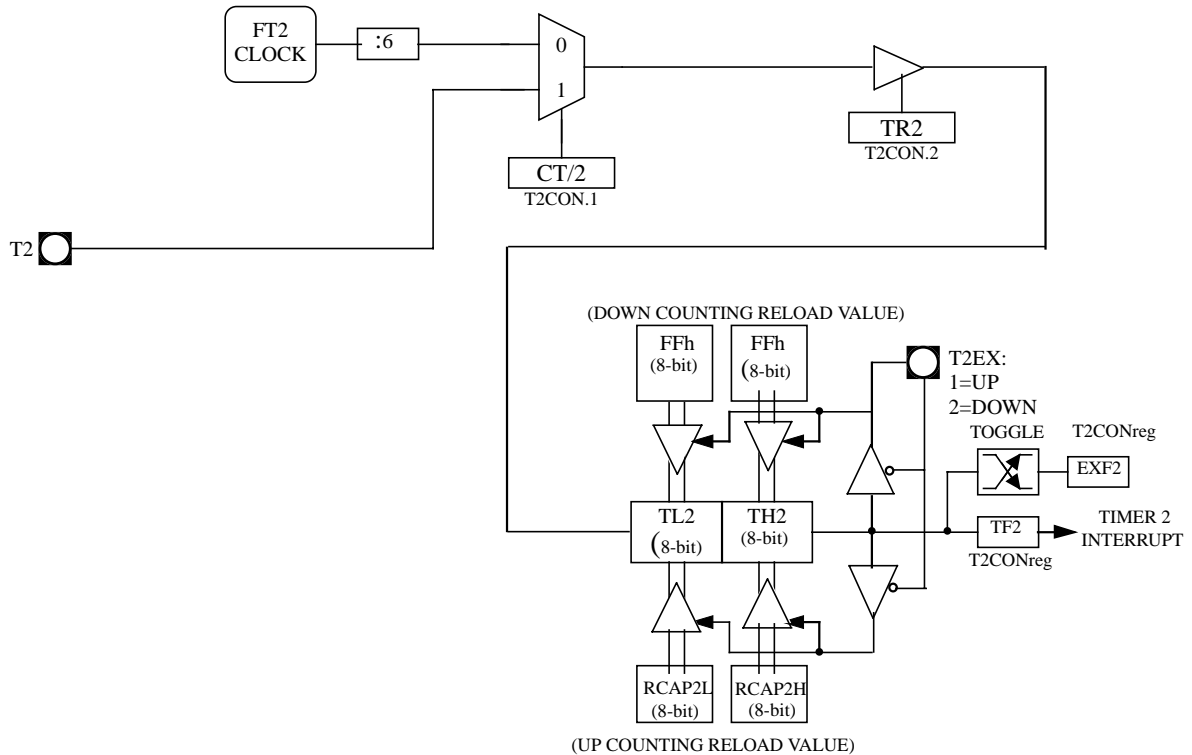 FT2
CLOCK
:6
0
1
TR2
T2CON.2
CT/2
T2CON.1
T2
(DOWN COUNTING RELOAD VALUE)
FFh
(8-bit)
FFh
(8-bit)
T2EX:
1=UP
2=DOWN
TOGGLE
T2CONreg
EXF2
TL2
(8-bit)
TH2
(8-bit)
TF2
TIMER 2
INTERRUPT
T2CONreg
RCAP2L
(8-bit)
RCAP2H
(8-bit)
(UP COUNTING RELOAD VALUE)